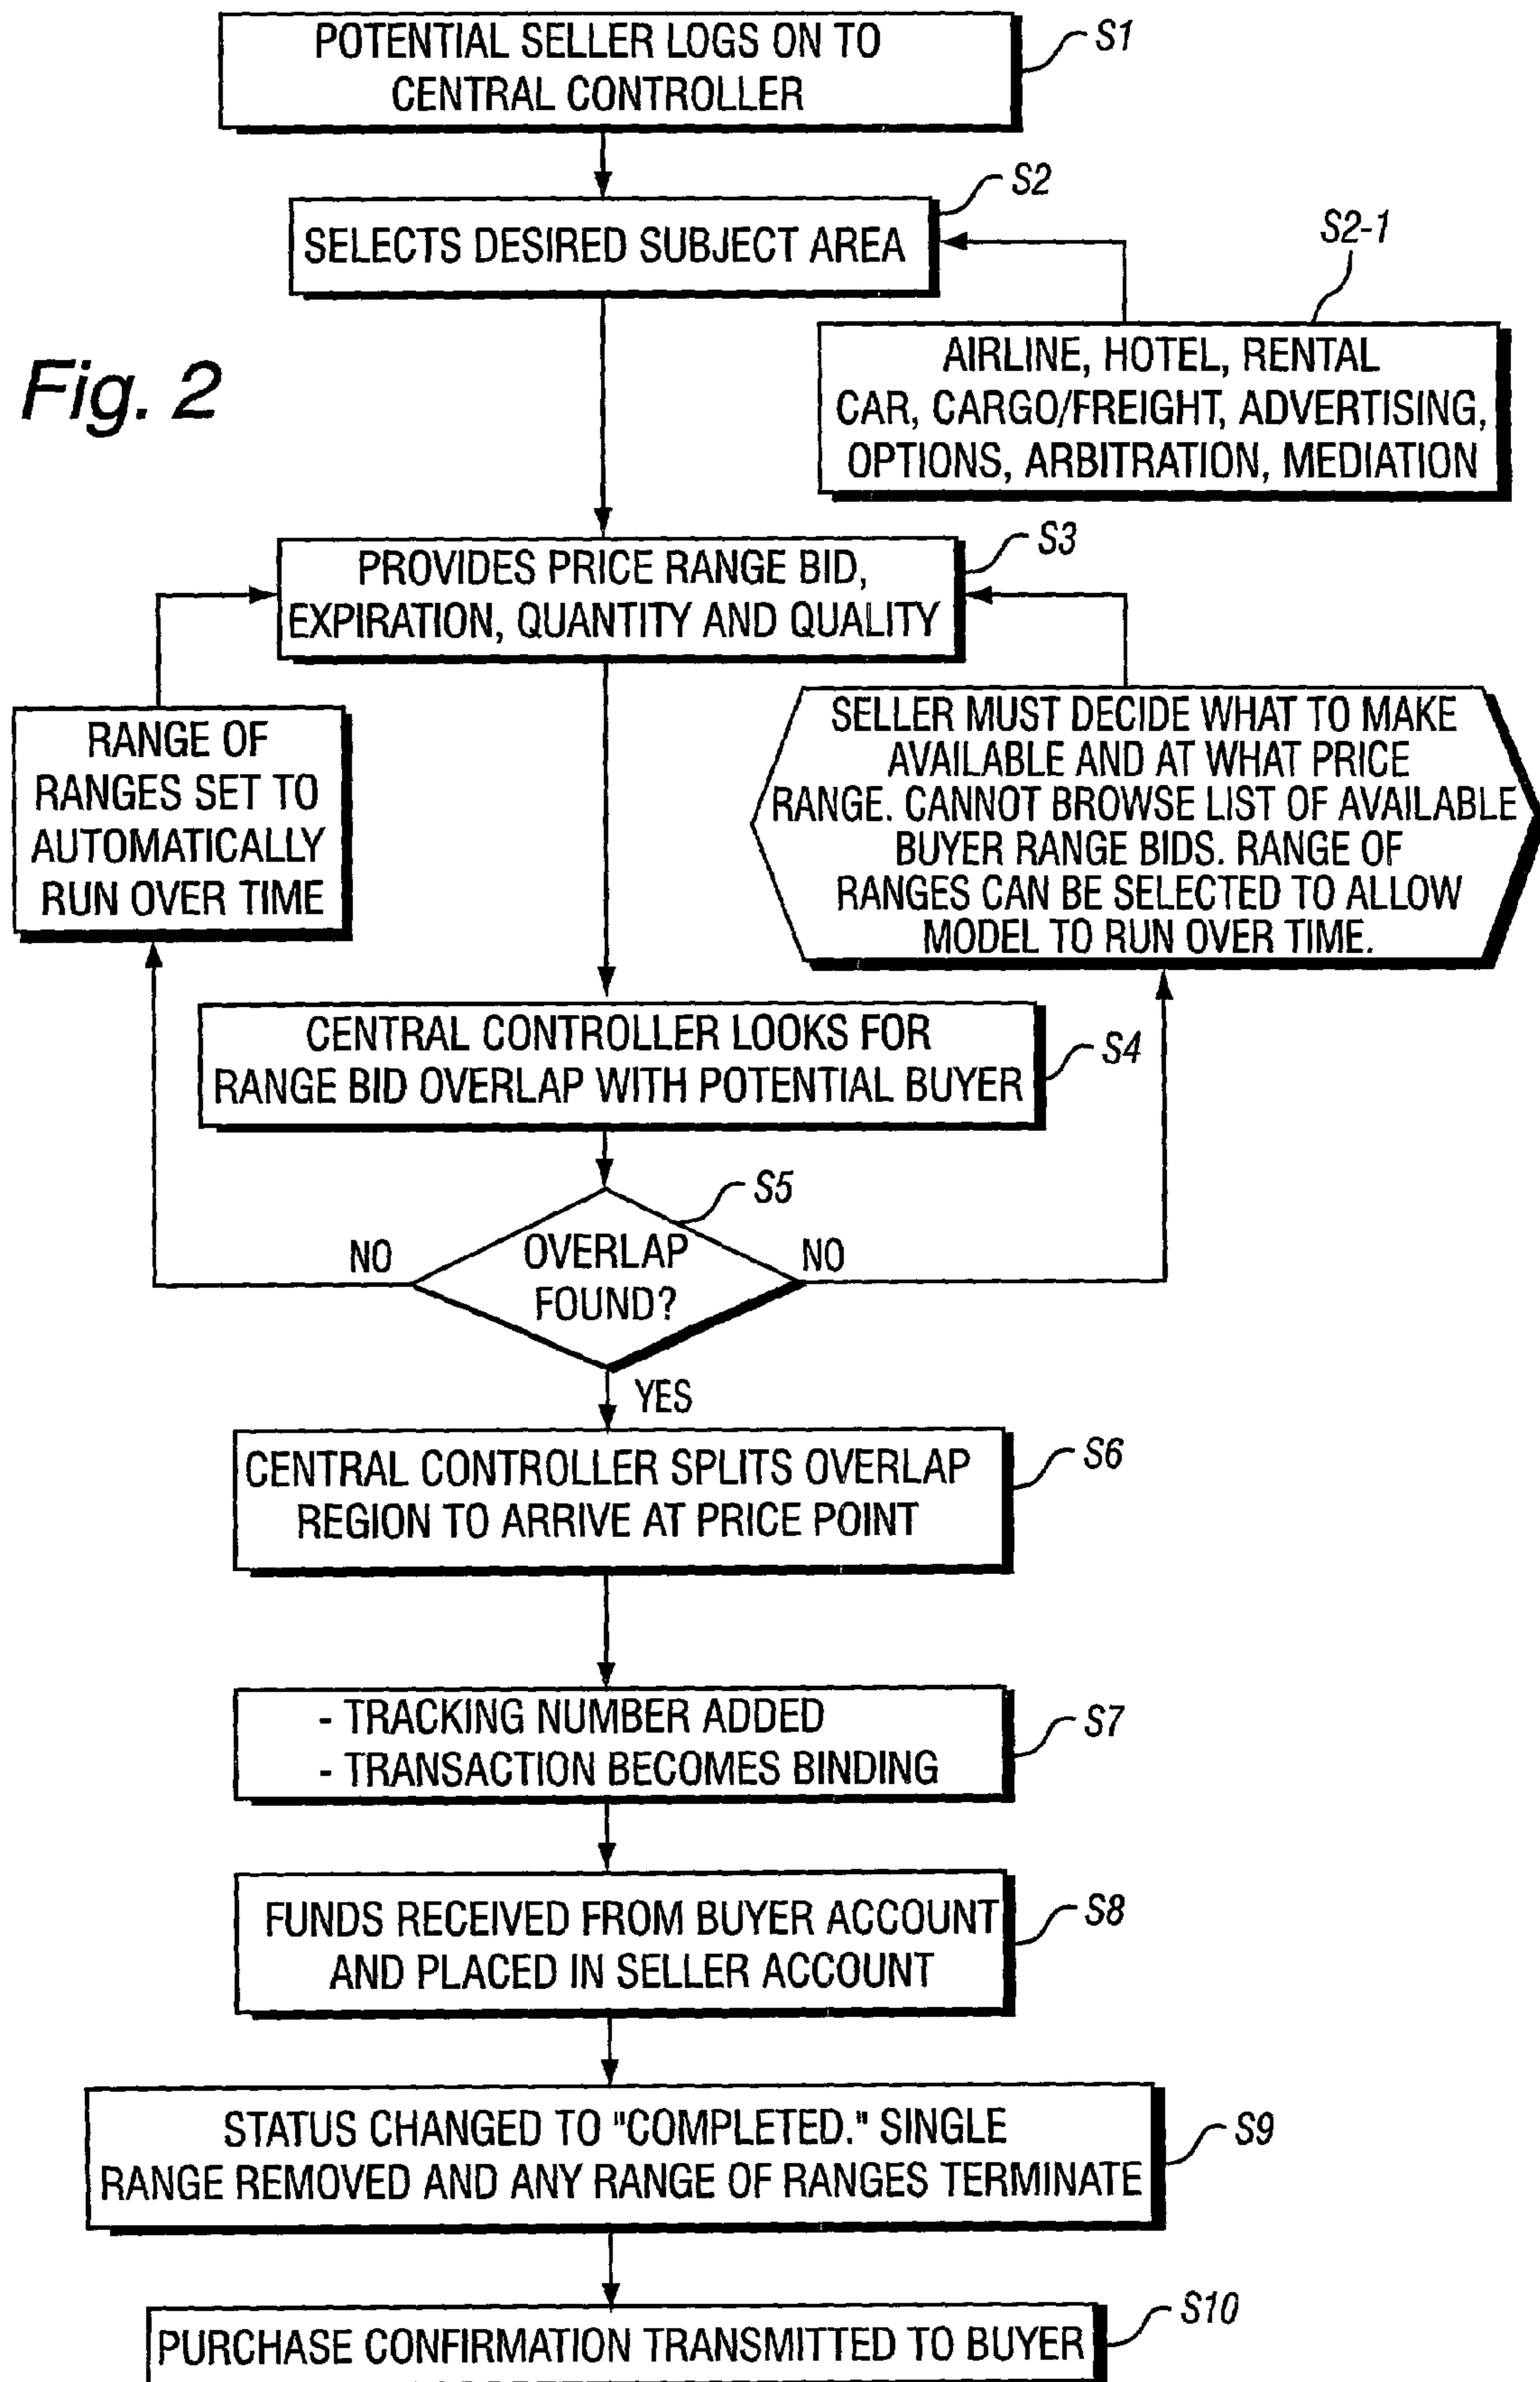 POTENTIAL SELLER LOGS ON TO
CENTRAL CONTROLLER
S1
SELECTS DESIRED SUBJECT AREA
S2
S2-1
AIRLINE, HOTEL, RENTAL
CAR, CARGO/FREIGHT, ADVERTISING,
OPTIONS, ARBITRATION, MEDIATION
Fig. 2
PROVIDES PRICE RANGE BID,
EXPIRATION, QUANTITY AND QUALITY
S3
RANGE OF
RANGES SET TO
AUTOMATICALLY
RUN OVER TIME
SELLER MUST DECIDE WHAT TO MAKE
AVAILABLE AND AT WHAT PRICE
RANGE. CANNOT BROWSE LIST OF AVAILABLE
BUYER RANGE BIDS. RANGE OF
RANGES CAN BE SELECTED TO ALLOW
MODEL TO RUN OVER TIME.
CENTRAL CONTROLLER LOOKS FOR
RANGE BID OVERLAP WITH POTENTIAL BUYER
S4
S5
NO
OVERLAP
FOUND?
NO
YES
CENTRAL CONTROLLER SPLITS OVERLAP
REGION TO ARRIVE AT PRICE POINT
S6
- TRACKING NUMBER ADDED
- TRANSACTION BECOMES BINDING
S7
FUNDS RECEIVED FROM BUYER ACCOUNT
AND PLACED IN SELLER ACCOUNT
S8
STATUS CHANGED TO "COMPLETED." SINGLE
RANGE REMOVED AND ANY RANGE OF RANGES TERMINATE
S9
PURCHASE CONFIRMATION TRANSMITTED TO BUYER
S10